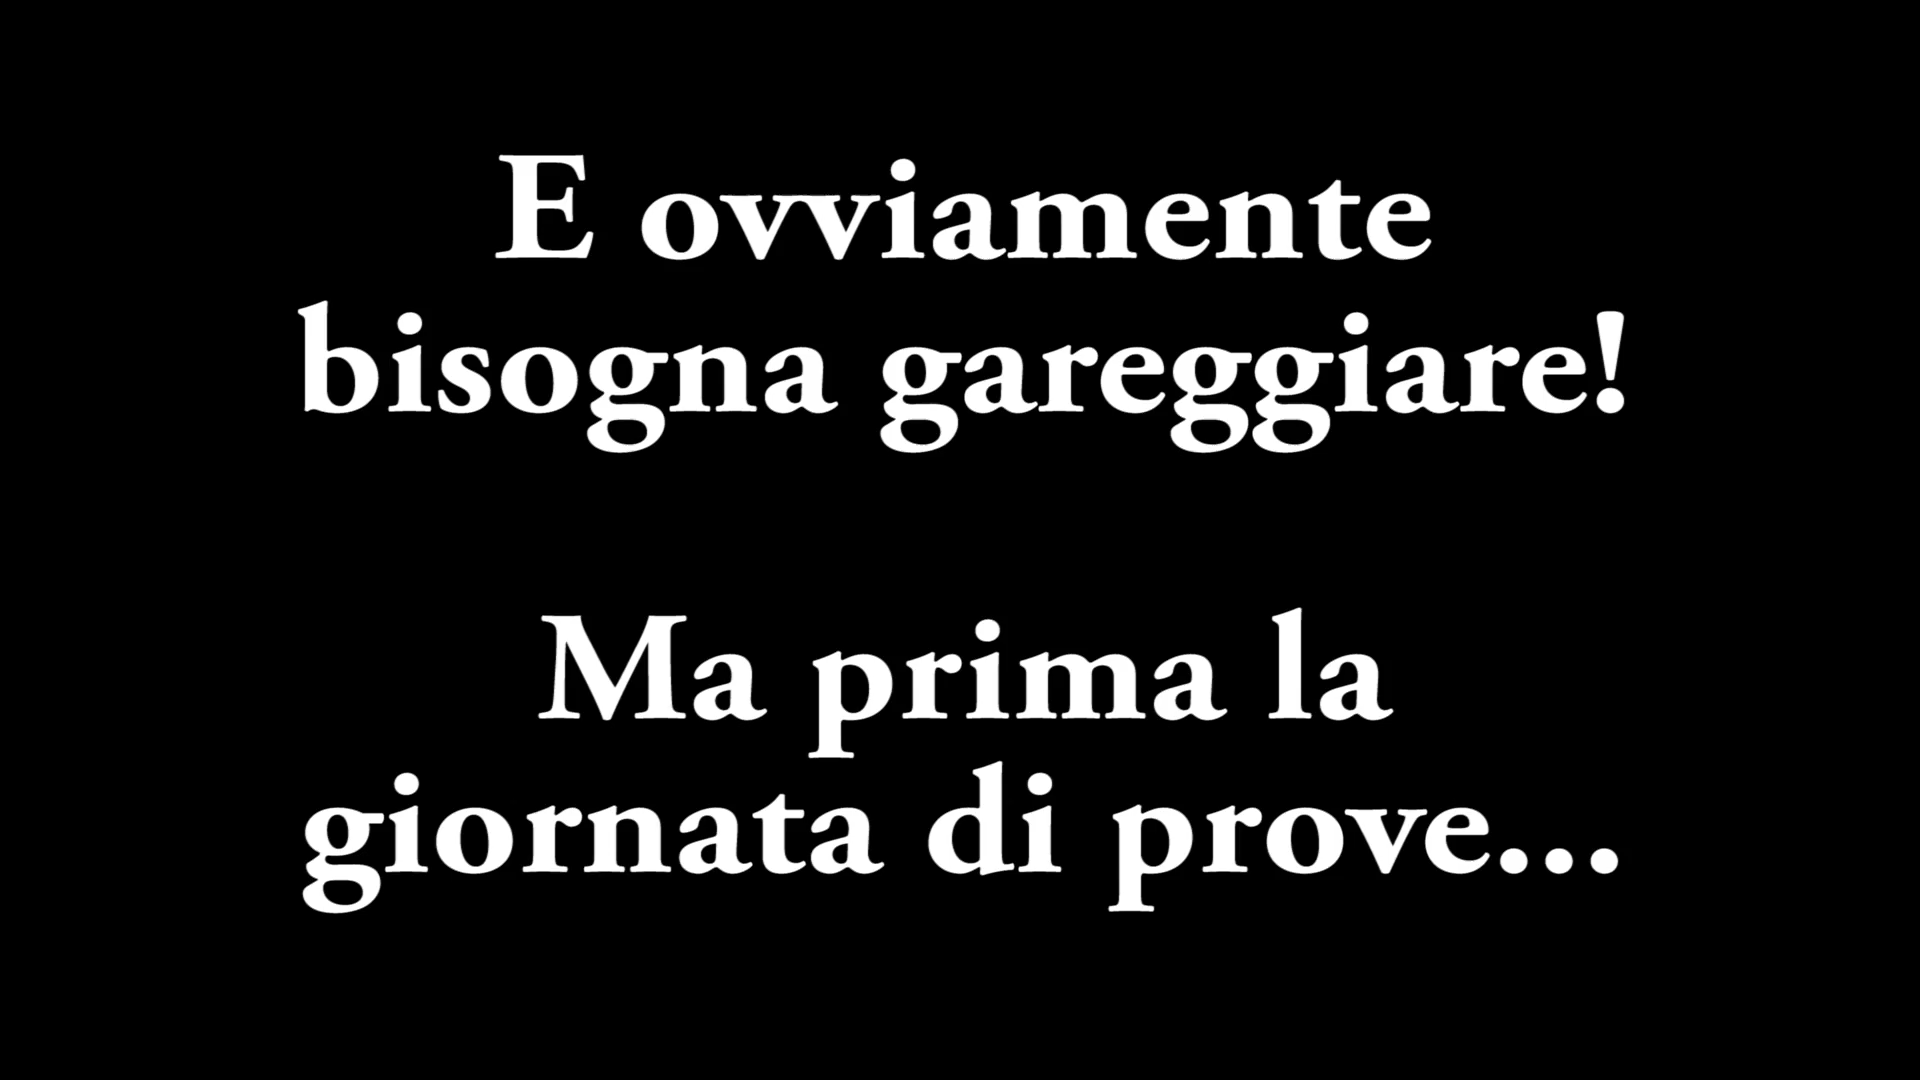 E ovviamente
bisogna gareggiare!
Ma prima la
giornata di prove...